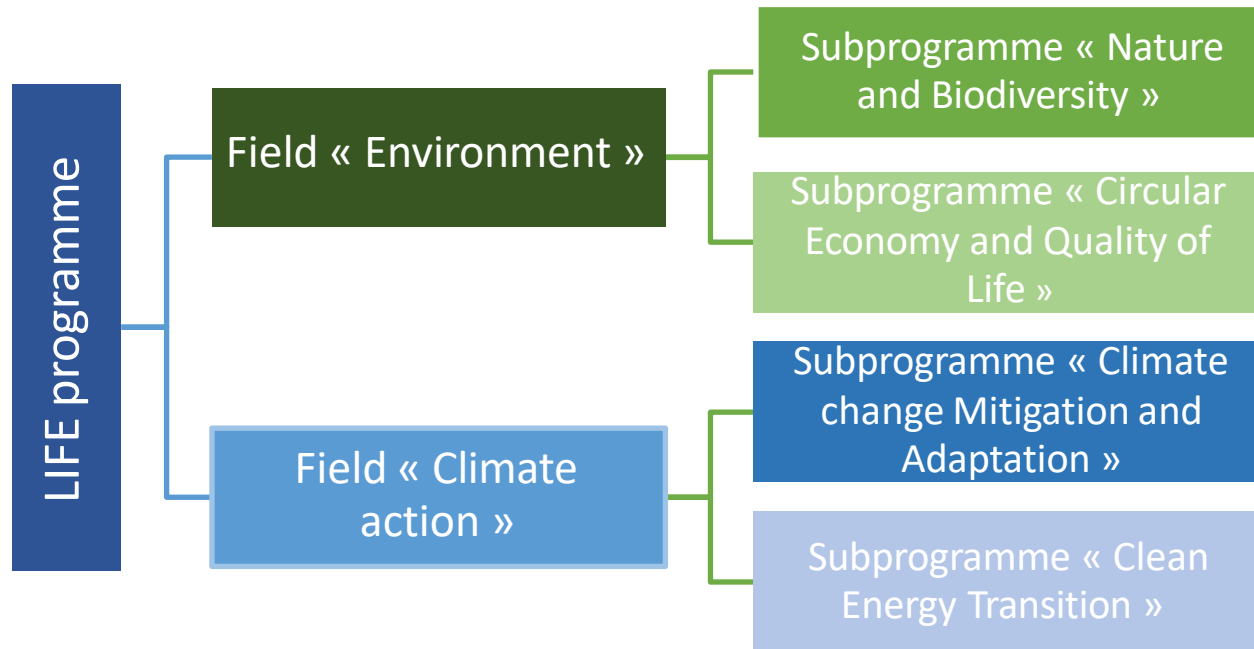 LIFE programme
Field « Environment »
Subprogramme « Nature
and Biodiversity »
Subprogramme « Circular
Economy and Quality of
Life »
Field « Climate
action »
Subprogramme « Climate
change Mitigation and
Adaptation »
Subprogramme « Clean
Energy Transition »